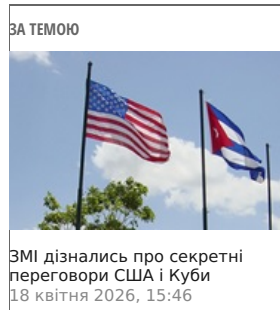 ЗА ТЕМОЮ
ЗМІ дізнались про секретні
переговори США і Куби
18 квітня 2026, 15:46